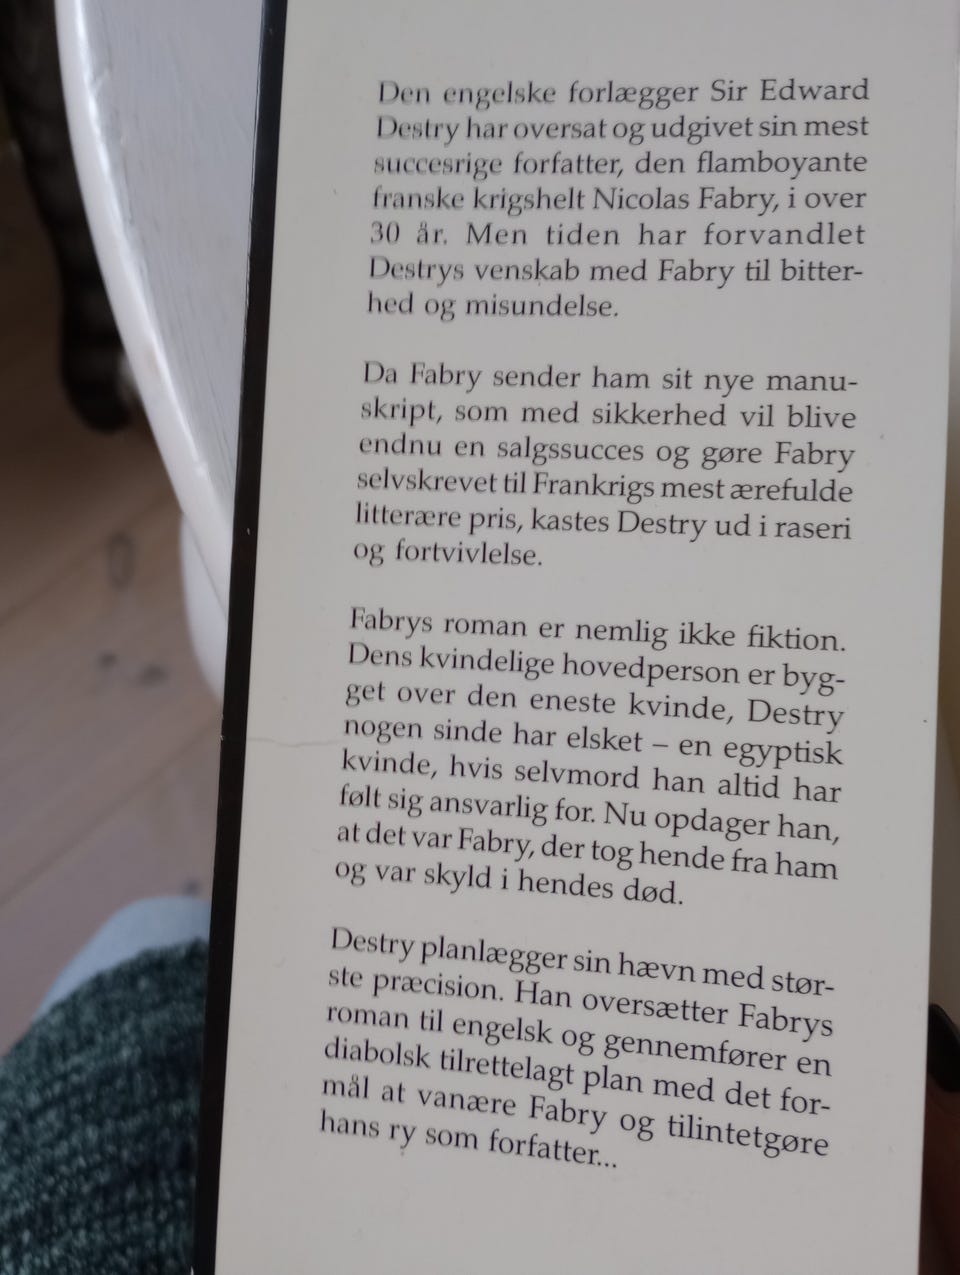 Den engelske forlægger Sir Edward
Destry har oversat og udgivet sin mest
succesrige forfatter, den flamboyante
franske krigshelt Nicolas Fabry, i over
30 år. Men tiden har forvandlet
Destrys venskab med Fabry til bitter-
hed og misundelse.
Da Fabry sender ham sit nye manu-
skript, som med sikkerhed vil blive
endnu en salgssucces og gøre Fabry
selvskrevet til Frankrigs mest ærefulde
litterære pris, kastes Destry ud i raseri
og fortvivlelse.
Fabrys roman er nemlig ikke fiktion.
Dens kvindelige hovedperson er byg-
get over den eneste kvinde, Destry
nogen sinde har elsket – en egyptisk
kvinde, hvis selvmord han altid har
følt sig ansvarlig for. Nu opdager han,
at det var Fabry, der tog hende fra ham
og var skyld i hendes død.
Destry planlægger sin hævn med stør-
ste præcision. Han oversætter Fabrys
roman til engelsk og gennemfører en
diabolsk tilrettelagt plan med det for-
mål at vanære Fabry og tilintetgøre
hans ry som forfatter...